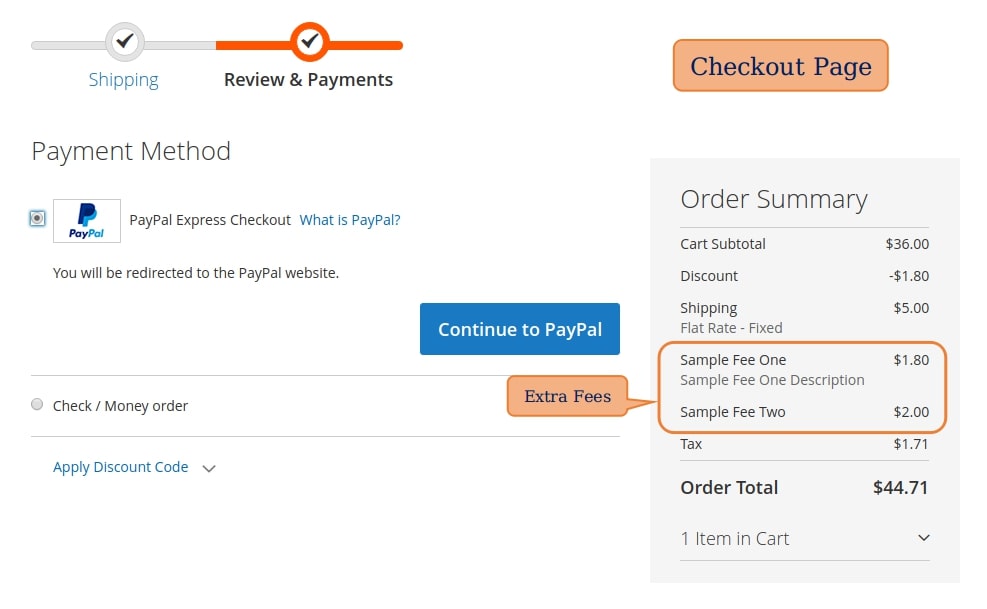 Shipping
Review & Payments
Checkout Page
Payment Method
PayPal
PayPal Express Checkout What is PayPal?
You will be redirected to the PayPal website.
Continue to PayPal
Check / Money order
Apply Discount Code
Order Summary
Cart Subtotal $36.00
Discount -$1.80
Shipping $5.00
Flat Rate - Fixed
Extra Fees
Sample Fee One $1.80
Sample Fee One Description
Sample Fee Two $2.00
Tax $1.71
Order Total $44.71
1 Item in Cart